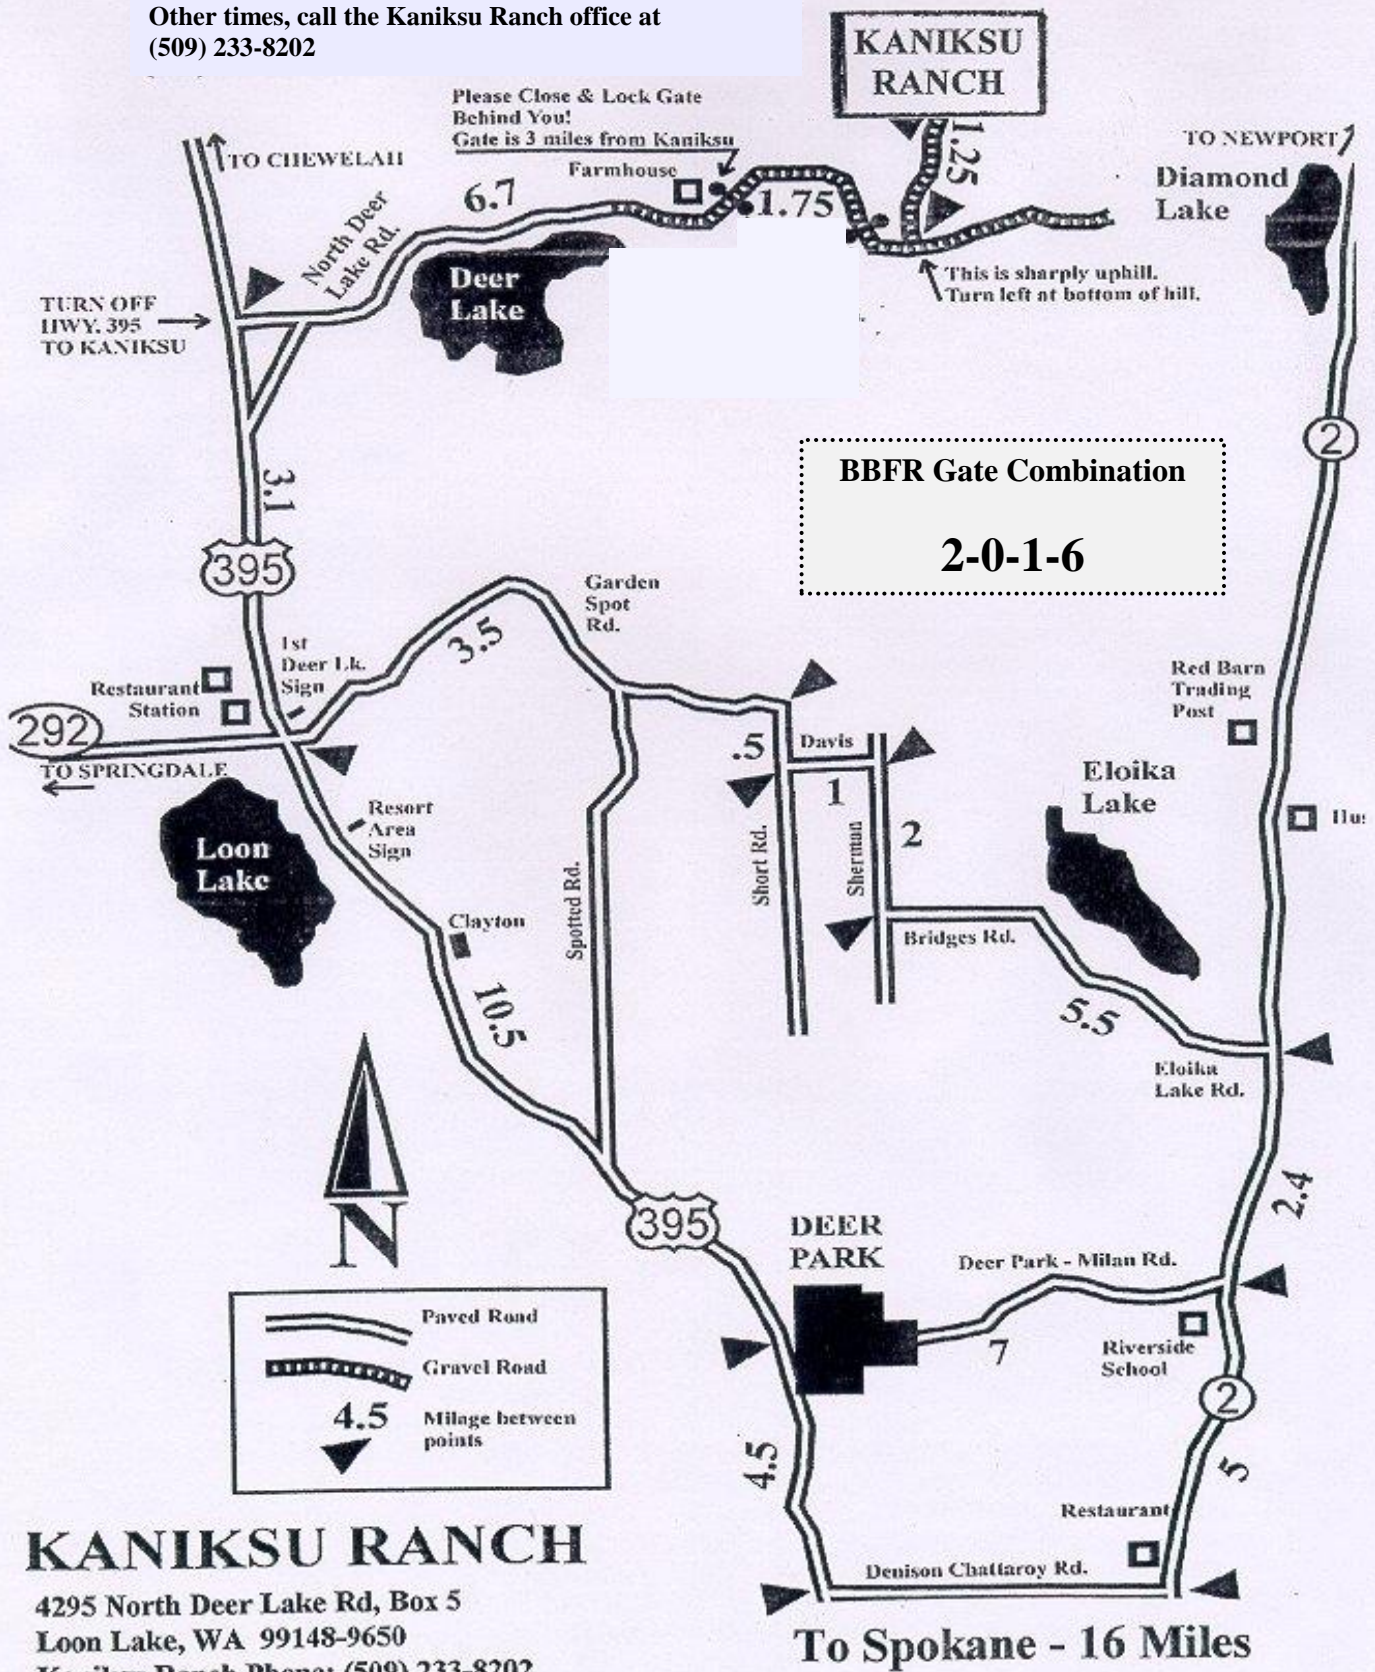 Other times, call the Kaniksu Ranch office at
(509) 233-8202
KANIKSU
RANCH
Please Close & Lock Gate
Behind You!
Gate is 3 miles from Kaniksu
TO CHEWELAH
TO NEWPORT
Farmhouse
6.7
1.75
1.25
Diamond
Lake
North Deer
Lake Rd.
Deer
Lake
This is sharply uphill.
Turn left at bottom of hill.
TURN OFF
HWY. 395
TO KANIKSU
2
BBFR Gate Combination
2-0-1-6
3.1
395
Garden
Spot
Rd.
3.5
1st
Deer Lk.
Sign
Restaurant
Station
292
TO SPRINGDALE
Red Barn
Trading
Post
.5
Davis
1
2
Eloika
Lake
Resort
Area
Sign
Loon
Lake
Short Rd.
Sherman
Spotted Rd.
Clayton
Bridges Rd.
10.5
5.5
Eloika
Lake Rd.
N
395
DEER
PARK
2.4
Deer Park - Milan Rd.
7
Riverside
School
2
Paved Road
Gravel Road
4.5
Milage between
points
4.5
5
Restaurant
Denison Chattaroy Rd.
KANIKSU RANCH
4295 North Deer Lake Rd, Box 5
Loon Lake, WA 99148-9650
Kaniksu Ranch Phone: (509) 233-8202
To Spokane - 16 Miles